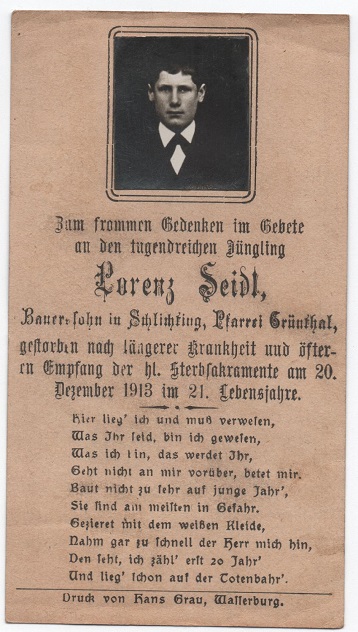 Zum frommen Gedenken im Gebete
an den tugendreichen Jüngling
Lorenz Seidl,
Bauerssohn in Schlichting, Pfarrei Grünthal,
gestorben nach längerer Krankheit und öfter-
en Empfang der hl. Sterbsakramente am 20.
Dezember 1913 im 21. Lebensjahre.
Hier lieg' ich und muß verwesen,
Was Ihr seid, bin ich gewesen,
Was ich bin, das werdet Ihr,
Geht nicht an mir vorüber, betet mir.
Baut nicht zu sehr auf junge Jahr',
Sie sind am meisten in Gefahr.
Gezieret mit dem weißen Kleide,
Nahm gar zu schnell der Herr mich hin,
Den seht, ich zähl' erst 20 Jahr'
Und lieg' schon auf der Totenbahr'.
Druck von Hans Grau, Wasserburg.